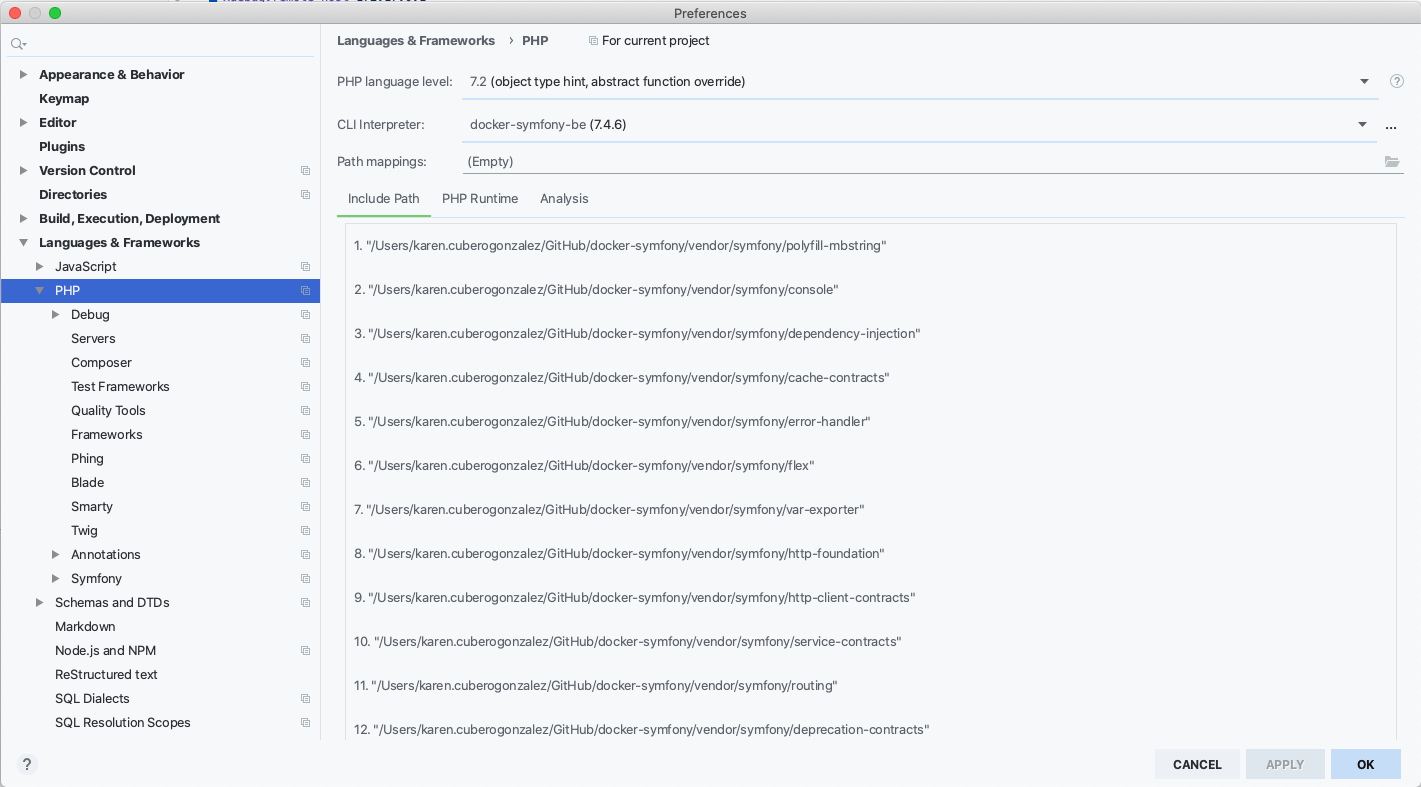 Preferences
Languages & Frameworks › PHP For current project
Appearance & Behavior
Keymap
Editor
Plugins
Version Control
Directories
Build, Execution, Deployment
Languages & Frameworks
JavaScript
PHP
Debug
Servers
Composer
Test Frameworks
Quality Tools
Frameworks
Phing
Blade
Smarty
Twig
Annotations
Symfony
Schemas and DTDs
Markdown
Node.js and NPM
ReStructured text
SQL Dialects
SQL Resolution Scopes
?
PHP language level: 7.2 (object type hint, abstract function override) ?
CLI Interpreter: docker-symfony-be (7.4.6) ...
Path mappings: (Empty)
Include Path PHP Runtime Analysis
1. "/Users/karen.cuberogonzalez/GitHub/docker-symfony/vendor/symfony/polyfill-mbstring"
2. "/Users/karen.cuberogonzalez/GitHub/docker-symfony/vendor/symfony/console"
3. "/Users/karen.cuberogonzalez/GitHub/docker-symfony/vendor/symfony/dependency-injection"
4. "/Users/karen.cuberogonzalez/GitHub/docker-symfony/vendor/symfony/cache-contracts"
5. "/Users/karen.cuberogonzalez/GitHub/docker-symfony/vendor/symfony/error-handler"
6. "/Users/karen.cuberogonzalez/GitHub/docker-symfony/vendor/symfony/flex"
7. "/Users/karen.cuberogonzalez/GitHub/docker-symfony/vendor/symfony/var-exporter"
8. "/Users/karen.cuberogonzalez/GitHub/docker-symfony/vendor/symfony/http-foundation"
9. "/Users/karen.cuberogonzalez/GitHub/docker-symfony/vendor/symfony/http-client-contracts"
10. "/Users/karen.cuberogonzalez/GitHub/docker-symfony/vendor/symfony/service-contracts"
11. "/Users/karen.cuberogonzalez/GitHub/docker-symfony/vendor/symfony/routing"
12. "/Users/karen.cuberogonzalez/GitHub/docker-symfony/vendor/symfony/deprecation-contracts"
CANCEL APPLY OK